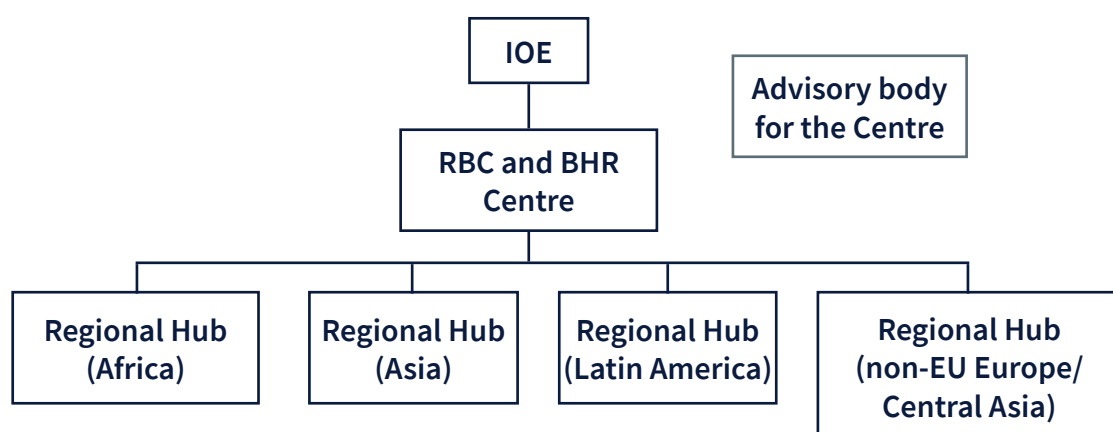 IOE
Advisory body
for the Centre
RBC and BHR
Centre
Regional Hub
(Africa)
Regional Hub
(Asia)
Regional Hub
(Latin America)
Regional Hub
(non-EU Europe/
Central Asia)